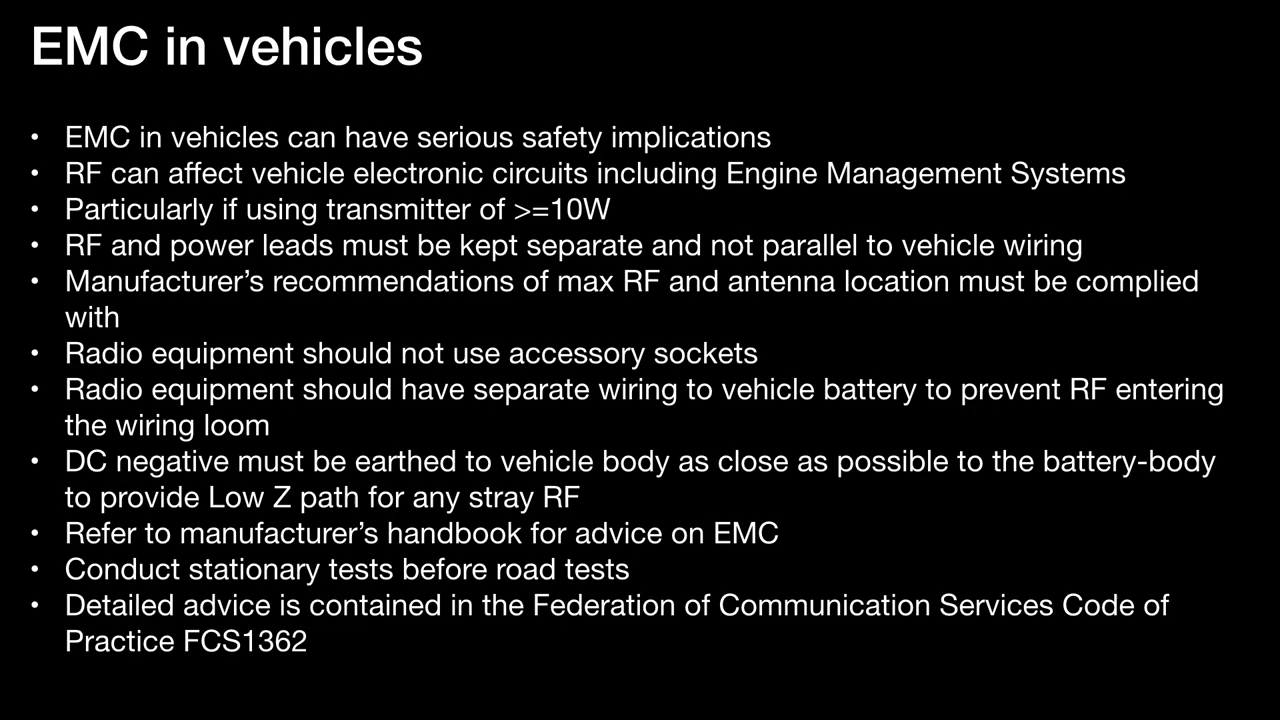 EMC in vehicles
• EMC in vehicles can have serious safety implications
• RF can affect vehicle electronic circuits including Engine Management Systems
• Particularly if using transmitter of >=10W
• RF and power leads must be kept separate and not parallel to vehicle wiring
• Manufacturer’s recommendations of max RF and antenna location must be complied
with
• Radio equipment should not use accessory sockets
• Radio equipment should have separate wiring to vehicle battery to prevent RF entering
the wiring loom
• DC negative must be earthed to vehicle body as close as possible to the battery-body
to provide Low Z path for any stray RF
• Refer to manufacturer’s handbook for advice on EMC
• Conduct stationary tests before road tests
• Detailed advice is contained in the Federation of Communication Services Code of
Practice FCS1362